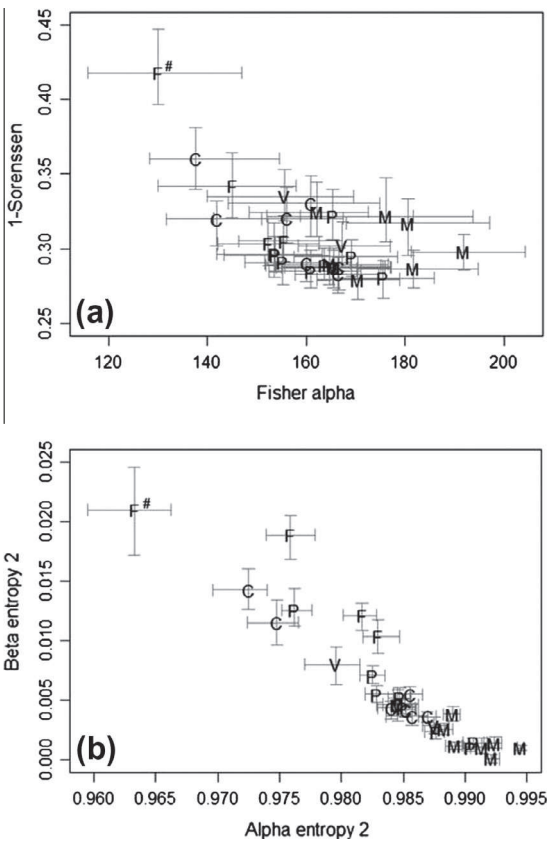 0.45
0.40
0.35
0.30
0.25
1-Sorenssen
F#
C
F
V
C
M
P
M
M
C
C
F
F
V
P
M
P
P
C
P
M
M
P
(a)
120 140 160 180 200
Fisher alpha
0.025
0.020
0.015
0.010
0.005
0.000
Beta entropy 2
F#
F
C
P
C
F
F
V
P
P
C
P
C
C
C
M
M
M
P
M
M
M
M
(b)
0.960 0.965 0.970 0.975 0.980 0.985 0.990 0.995
Alpha entropy 2